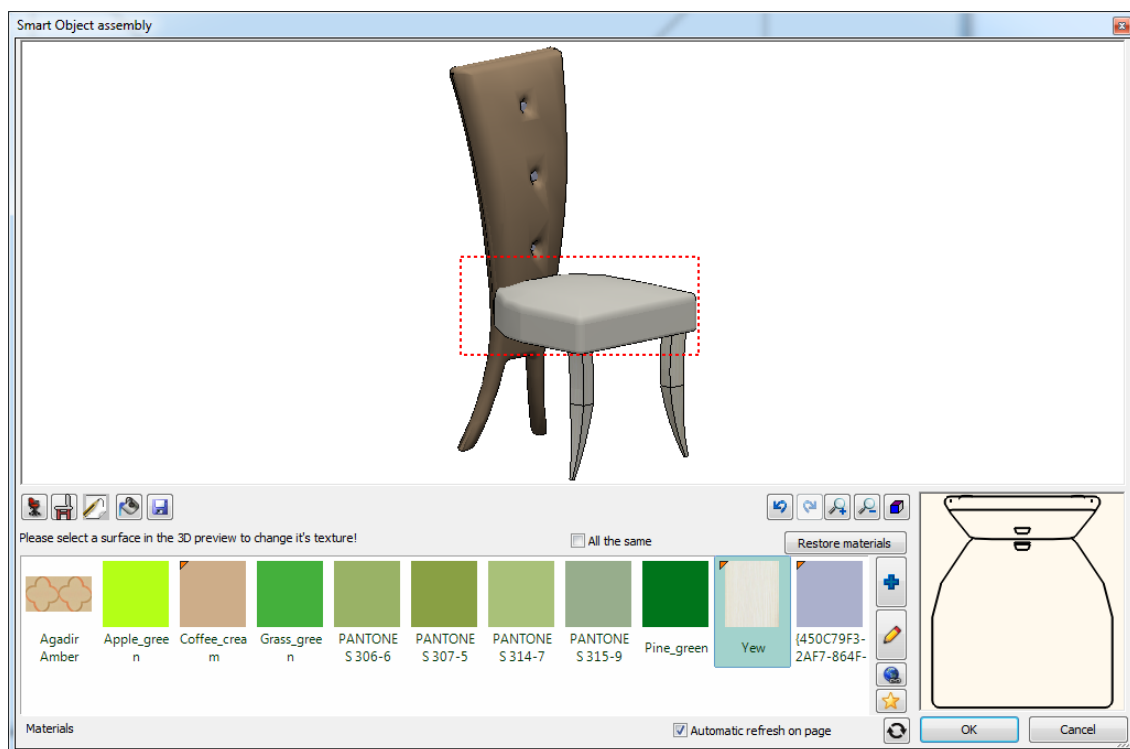 Smart Object assembly
Please select a surface in the 3D preview to change it's texture!
All the same
Restore materials
Agadir
Amber
Apple_gree
n
Coffee_crea
m
Grass_gree
n
PANTONE
S 306-6
PANTONE
S 307-5
PANTONE
S 314-7
PANTONE
S 315-9
Pine_green
Yew
{450C79F3-
2AF7-864F-
Materials
Automatic refresh on page
OK
Cancel